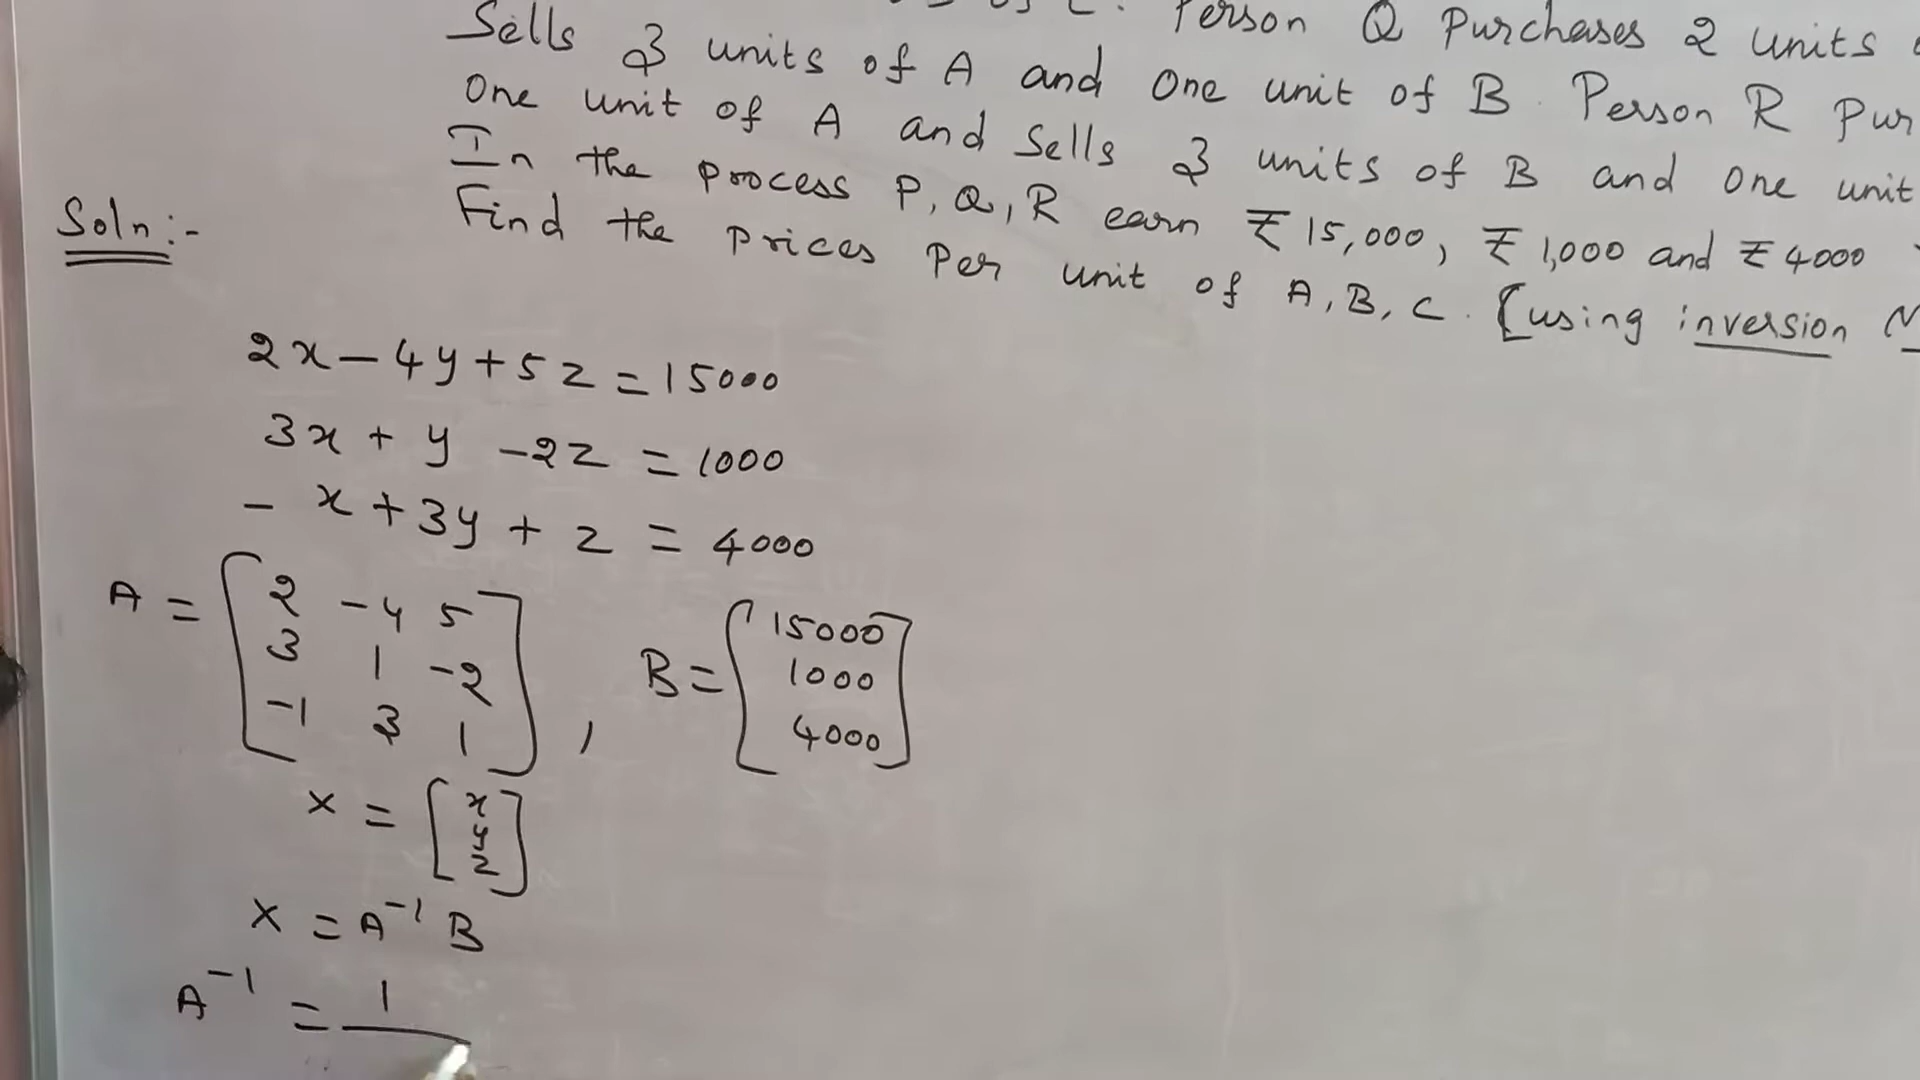 Person Q Purchases 2 units
Sells 3 units of A and one unit of B. Person R Pur
One unit of A and Sells 3 units of B and one unit
In the process P, Q, R earn ₹ 15,000, ₹ 1,000 and ₹ 4000
Find the prices per unit of A, B, C. [using inversion
Soln:-
2x - 4y + 5z = 15000
3x + y - 2z = 1000
- x + 3y + z = 4000
A = [2 -4 5
3 1 -2
-1 3 1] , B = [15000
1000
4000]
X = [x
y
z]
X = A⁻¹ B
A⁻¹ = 1